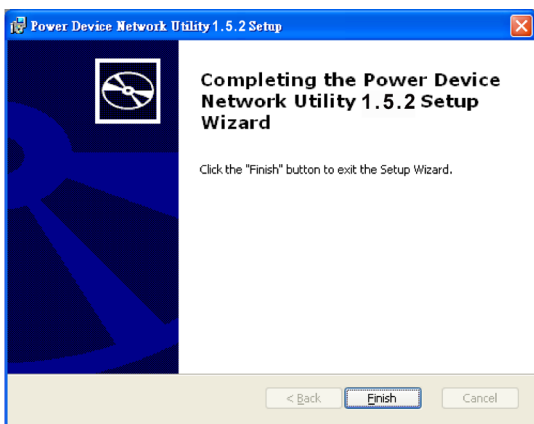 Power Device Network Utility 1.5.2 Setup
Completing the Power Device
Network Utility 1.5.2 Setup
Wizard
Click the "Finish" button to exit the Setup Wizard.
< Back
Finish
Cancel